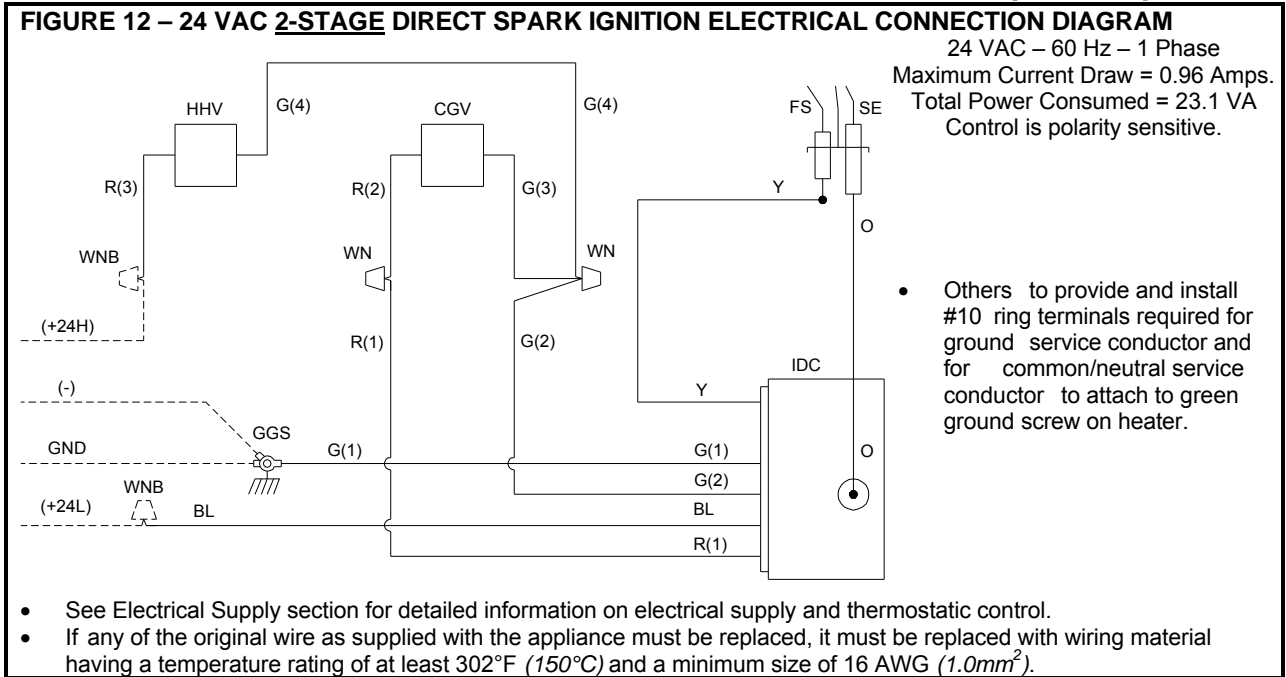 FIGURE 12 – 24 VAC 2-STAGE DIRECT SPARK IGNITION ELECTRICAL CONNECTION DIAGRAM
24 VAC – 60 Hz – 1 Phase
Maximum Current Draw = 0.96 Amps.
Total Power Consumed = 23.1 VA
Control is polarity sensitive.
HHV
G(4)
CGV
G(4)
FS
SE
R(3)
R(2)
G(3)
Y
O
WNB
WN
WN
(+24H)
R(1)
G(2)
• Others to provide and install
#10 ring terminals required for
ground service conductor and
for common/neutral service
conductor to attach to green
ground screw on heater.
IDC
(-)
Y
GGS
GND
G(1)
G(1)
O
G(2)
WNB
(+24L)
BL
BL
R(1)
• See Electrical Supply section for detailed information on electrical supply and thermostatic control.
• If any of the original wire as supplied with the appliance must be replaced, it must be replaced with wiring material
having a temperature rating of at least 302°F (150°C) and a minimum size of 16 AWG (1.0mm²).